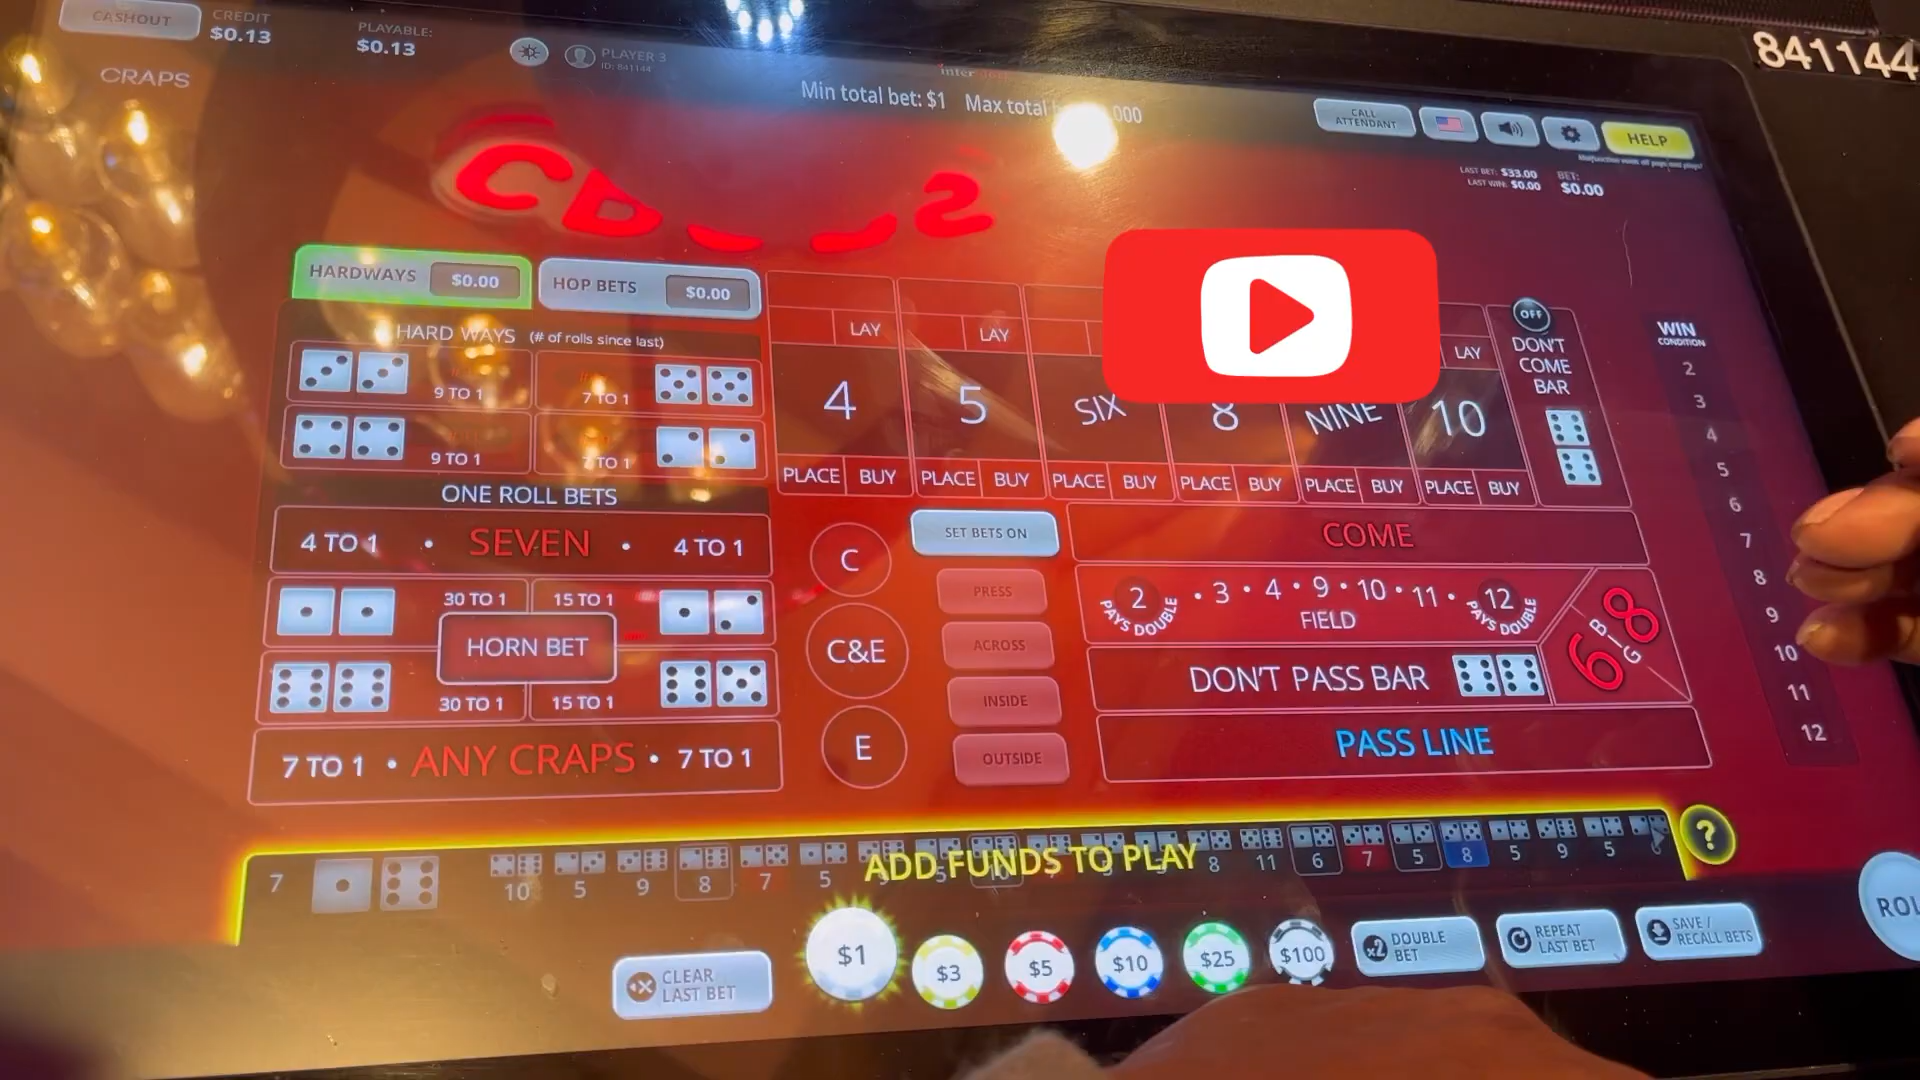 CASHOUT
CREDIT
$0.13
PLAYABLE:
$0.13
PLAYER 3
ID: 841144
841144
CRAPS
Min total bet: $1 Max total 000
CALL ATTENDANT
HELP
Malfunction voids all pays and plays!
LAST BET: $33.00
LAST WIN: $0.00
BET:
$0.00
HARDWAYS $0.00
HOP BETS $0.00
HARD WAYS (# of rolls since last)
9 TO 1
7 TO 1
9 TO 1
7 TO 1
LAY
LAY
LAY
4
5
SIX
8
NINE
10
PLACE BUY
PLACE BUY
PLACE BUY
PLACE BUY
PLACE BUY
PLACE BUY
OFF
DON'T
COME
BAR
WIN
CONDITION
2
3
4
5
6
7
8
9
10
11
12
ONE ROLL BETS
4 TO 1 • SEVEN • 4 TO 1
30 TO 1
15 TO 1
HORN BET
30 TO 1
15 TO 1
7 TO 1 • ANY CRAPS • 7 TO 1
C
C&E
E
SET BETS ON
PRESS
ACROSS
INSIDE
OUTSIDE
COME
2 • 3 • 4 • 9 • 10 • 11 • 12
PAYS DOUBLE
PAYS DOUBLE
FIELD
BIG
6
8
DON'T PASS BAR
PASS LINE
ADD FUNDS TO PLAY
?
7
10
5
9
8
7
5
8
11
6
7
5
8
5
9
5
CLEAR
LAST BET
$1
$3
$5
$10
$25
$100
x2 DOUBLE
BET
REPEAT
LAST BET
SAVE /
RECALL BETS